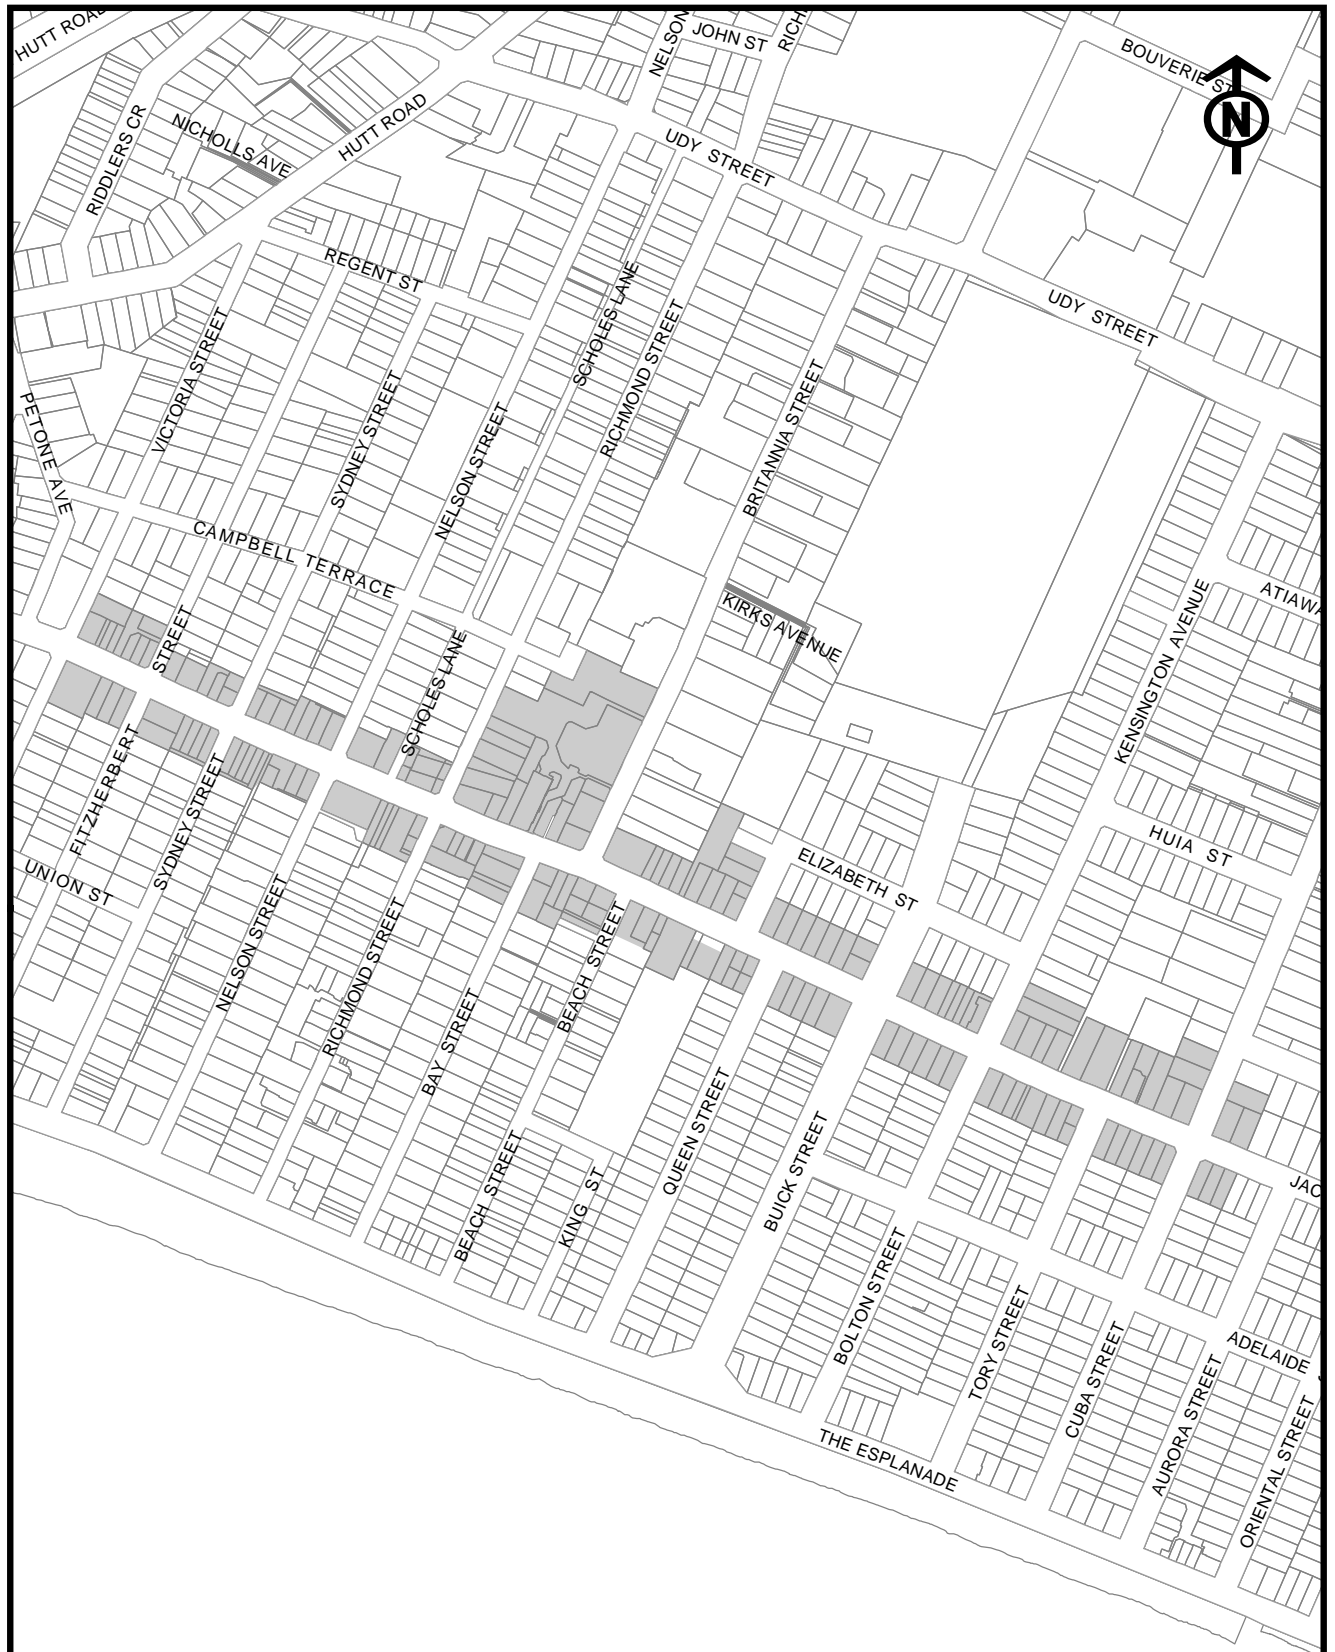 HUTT ROAD
NELSON
JOHN ST
RICH
BOUVERIE ST
N
RIDDLERS CR
NICHOLLS AVE
HUTT ROAD
UDY STREET
REGENT ST
SCHOLES LANE
UDY STREET
VICTORIA STREET
RICHMOND STREET
PETONE AVE
SYDNEY STREET
NELSON STREET
BRITANNIA STREET
CAMPBELL TERRACE
KIRKS AVENUE
ATIAWA
STREET
SCHOLES LANE
KENSINGTON AVENUE
FITZHERBERT
SYDNEY STREET
HUIA ST
ELIZABETH ST
UNION ST
NELSON STREET
RICHMOND STREET
BEACH STREET
BAY STREET
QUEEN STREET
BUICK STREET
JAC
BEACH STREET
KING ST
BOLTON STREET
TORY STREET
CUBA STREET
ADELAIDE
AURORA STREET
ORIENTAL STREET
THE ESPLANADE